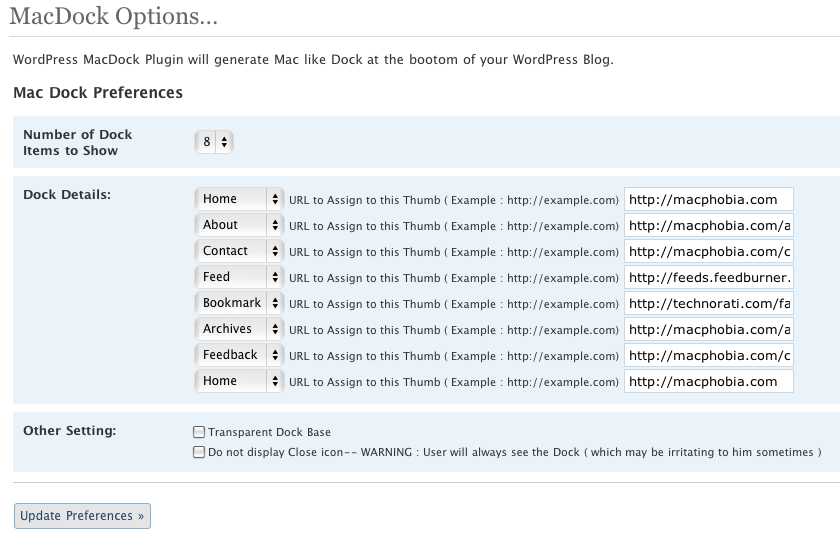 MacDock Options...
WordPress MacDock Plugin will generate Mac like Dock at the bootom of your WordPress Blog.
Mac Dock Preferences
Number of Dock
Items to Show
8
Dock Details:
Home URL to Assign to this Thumb ( Example : http://example.com) http://macphobia.com
About URL to Assign to this Thumb ( Example : http://example.com) http://macphobia.com/a
Contact URL to Assign to this Thumb ( Example : http://example.com) http://macphobia.com/c
Feed URL to Assign to this Thumb ( Example : http://example.com) http://feeds.feedburner.
Bookmark URL to Assign to this Thumb ( Example : http://example.com) http://technorati.com/fa
Archives URL to Assign to this Thumb ( Example : http://example.com) http://macphobia.com/a
Feedback URL to Assign to this Thumb ( Example : http://example.com) http://macphobia.com/c
Home URL to Assign to this Thumb ( Example : http://example.com) http://macphobia.com
Other Setting:
Transparent Dock Base
Do not display Close icon-- WARNING : User will always see the Dock ( which may be irritating to him sometimes )
Update Preferences »